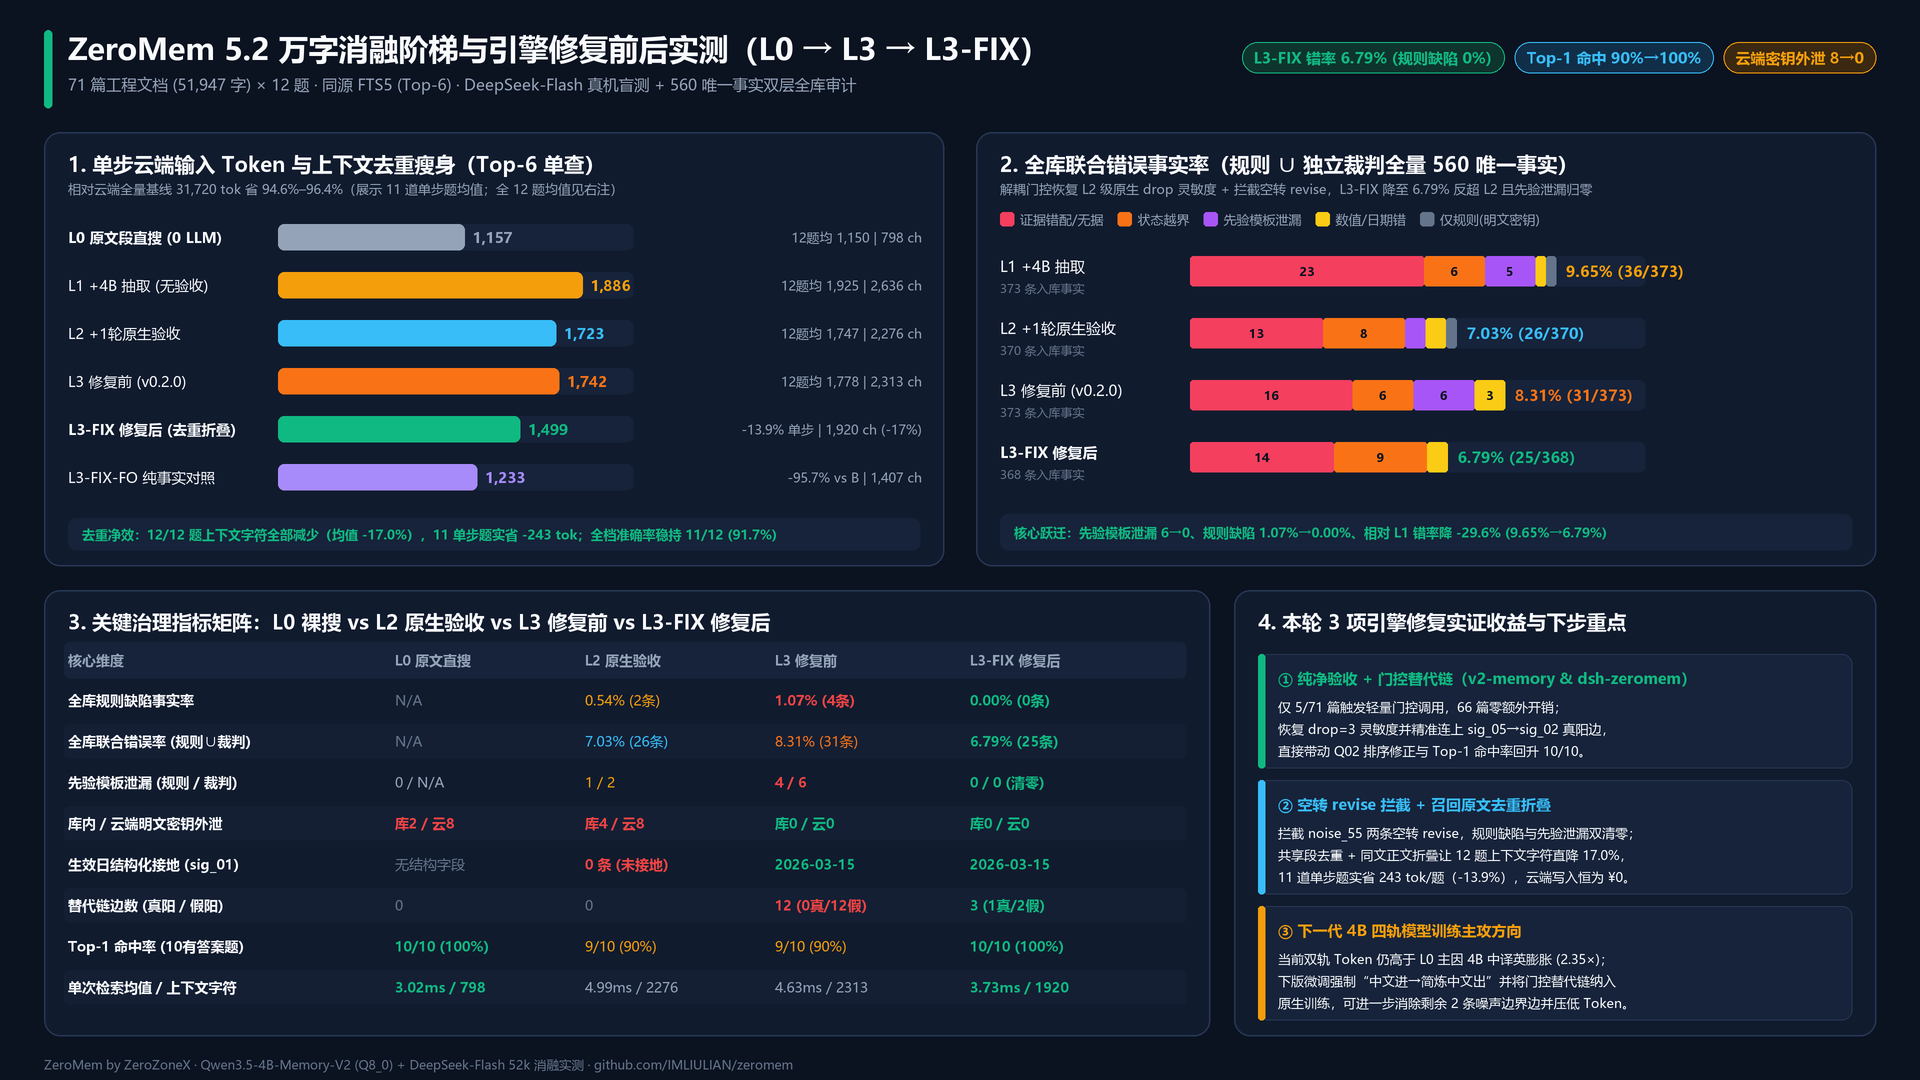 ZeroMem 5.2 万字消融阶梯与引擎修复前后实测（L0 → L3 → L3-FIX）
71 篇工程文档 (51,947 字) × 12 题 · 同源 FTS5 (Top-6) · DeepSeek-Flash 真机盲测 + 560 唯一事实双层全库审计
L3-FIX 错率 6.79% (规则缺陷 0%)
Top-1 命中 90%→100%
云端密钥外泄 8→0
1. 单步云端输入 Token 与上下文去重瘦身（Top-6 单查）
相对云端全量基线 31,720 tok 省 94.6%–96.4%（展示 11 道单步题均值；全 12 题均值见右注）
L0 原文段直搜 (0 LLM) 1,157 12题均 1,150 | 798 ch
L1 +4B 抽取 (无验收) 1,886 12题均 1,925 | 2,636 ch
L2 +1轮原生验收 1,723 12题均 1,747 | 2,276 ch
L3 修复前 (v0.2.0) 1,742 12题均 1,778 | 2,313 ch
L3-FIX 修复后 (去重折叠) 1,499 -13.9% 单步 | 1,920 ch (-17%)
L3-FIX-FO 纯事实对照 1,233 -95.7% vs B | 1,407 ch
去重净效：12/12 题上下文字符全部减少（均值 -17.0%），11 单步题实省 -243 tok；全档准确率稳持 11/12 (91.7%)
2. 全库联合错误事实率（规则 ∪ 独立裁判全量 560 唯一事实）
解耦门控恢复 L2 级原生 drop 灵敏度 + 拦截空转 revise，L3-FIX 降至 6.79% 反超 L2 且先验泄漏归零
证据错配/无据 状态越界 先验模板泄漏 数值/日期错 仅规则(明文密钥)
L1 +4B 抽取 23 6 5 9.65% (36/373)
373 条入库事实
L2 +1轮原生验收 13 8 7.03% (26/370)
370 条入库事实
L3 修复前 (v0.2.0) 16 6 6 3 8.31% (31/373)
373 条入库事实
L3-FIX 修复后 14 9 6.79% (25/368)
368 条入库事实
核心跃迁：先验模板泄漏 6→0、规则缺陷 1.07%→0.00%、相对 L1 错率降 -29.6% (9.65%→6.79%)
3. 关键治理指标矩阵：L0 裸搜 vs L2 原生验收 vs L3 修复前 vs L3-FIX 修复后
核心维度 L0 原文直搜 L2 原生验收 L3 修复前 L3-FIX 修复后
全库规则缺陷事实率 N/A 0.54% (2条) 1.07% (4条) 0.00% (0条)
全库联合错误率 (规则∪裁判) N/A 7.03% (26条) 8.31% (31条) 6.79% (25条)
先验模板泄漏 (规则 / 裁判) 0 / N/A 1 / 2 4 / 6 0 / 0 (清零)
库内 / 云端明文密钥外泄 库2 / 云8 库4 / 云8 库0 / 云0 库0 / 云0
生效日结构化接地 (sig_01) 无结构字段 0 条 (未接地) 2026-03-15 2026-03-15
替代链边数 (真阳 / 假阳) 0 0 12 (0真/12假) 3 (1真/2假)
Top-1 命中率 (10有答案题) 10/10 (100%) 9/10 (90%) 9/10 (90%) 10/10 (100%)
单次检索均值 / 上下文字符 3.02ms / 798 4.99ms / 2276 4.63ms / 2313 3.73ms / 1920
4. 本轮 3 项引擎修复实证收益与下步重点
① 纯净验收 + 门控替代链（v2-memory & dsh-zeromem）
仅 5/71 篇触发轻量门控调用，66 篇零额外开销；
恢复 drop=3 灵敏度并精准连上 sig_05→sig_02 真阳边，
直接带动 Q02 排序修正与 Top-1 命中率回升 10/10。
② 空转 revise 拦截 + 召回原文去重折叠
拦截 noise_55 两条空转 revise，规则缺陷与先验泄漏双清零；
共享段去重 + 同文正文折叠让 12 题上下文字符直降 17.0%，
11 道单步题实省 243 tok/题（-13.9%），云端写入恒为 ¥0。
③ 下一代 4B 四轨模型训练主攻方向
当前双轨 Token 仍高于 L0 主因 4B 中译英膨胀 (2.35×)；
下版微调强制“中文进→简炼中文出”并将门控替代链纳入
原生训练，可进一步消除剩余 2 条噪声边界边并压低 Token。
ZeroMem by ZeroZoneX · Qwen3.5-4B-Memory-V2 (Q8_0) + DeepSeek-Flash 52k 消融实测 · github.com/IMLIULIAN/zeromem